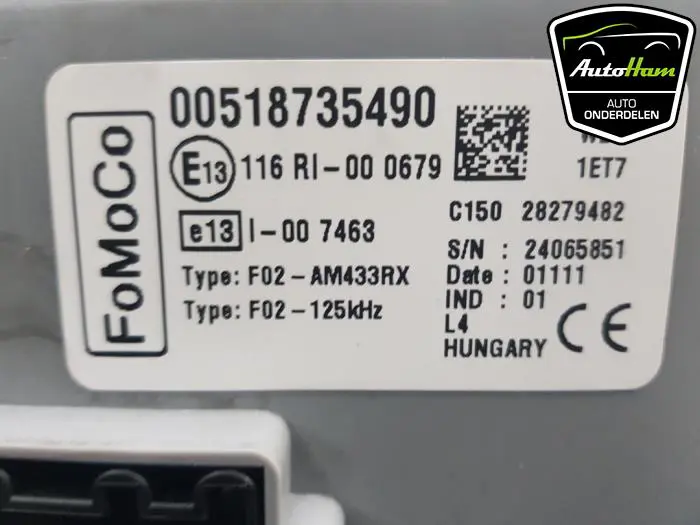 AutoHam
AUTO
ONDERDELEN
FoMoCo
00518735490
E13 116 RI-00 0679
1ET7
e13 I-00 7463
C150 28279482
Type: F02-AM433RX
Type: F02-125kHz
S/N : 24065851
Date : 01111
IND : 01
L4
HUNGARY CE